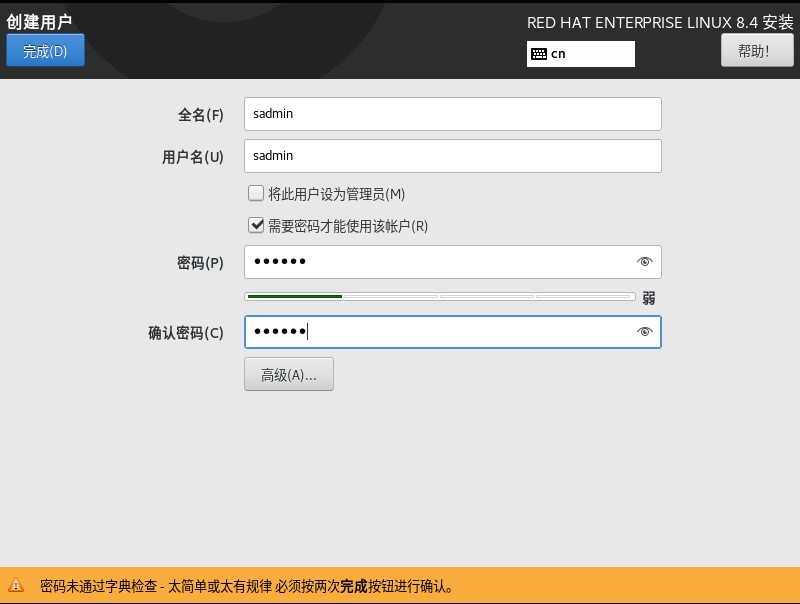 创建用户
RED HAT ENTERPRISE LINUX 8.4 安装
完成(D)
cn
帮助!
全名(F)
sadmin
用户名(U)
sadmin
将此用户设为管理员(M)
需要密码才能使用该帐户(R)
密码(P)
●●●●●●
弱
确认密码(C)
●●●●●●
高级(A)...
密码未通过字典检查 - 太简单或太有规律 必须按两次完成按钮进行确认。